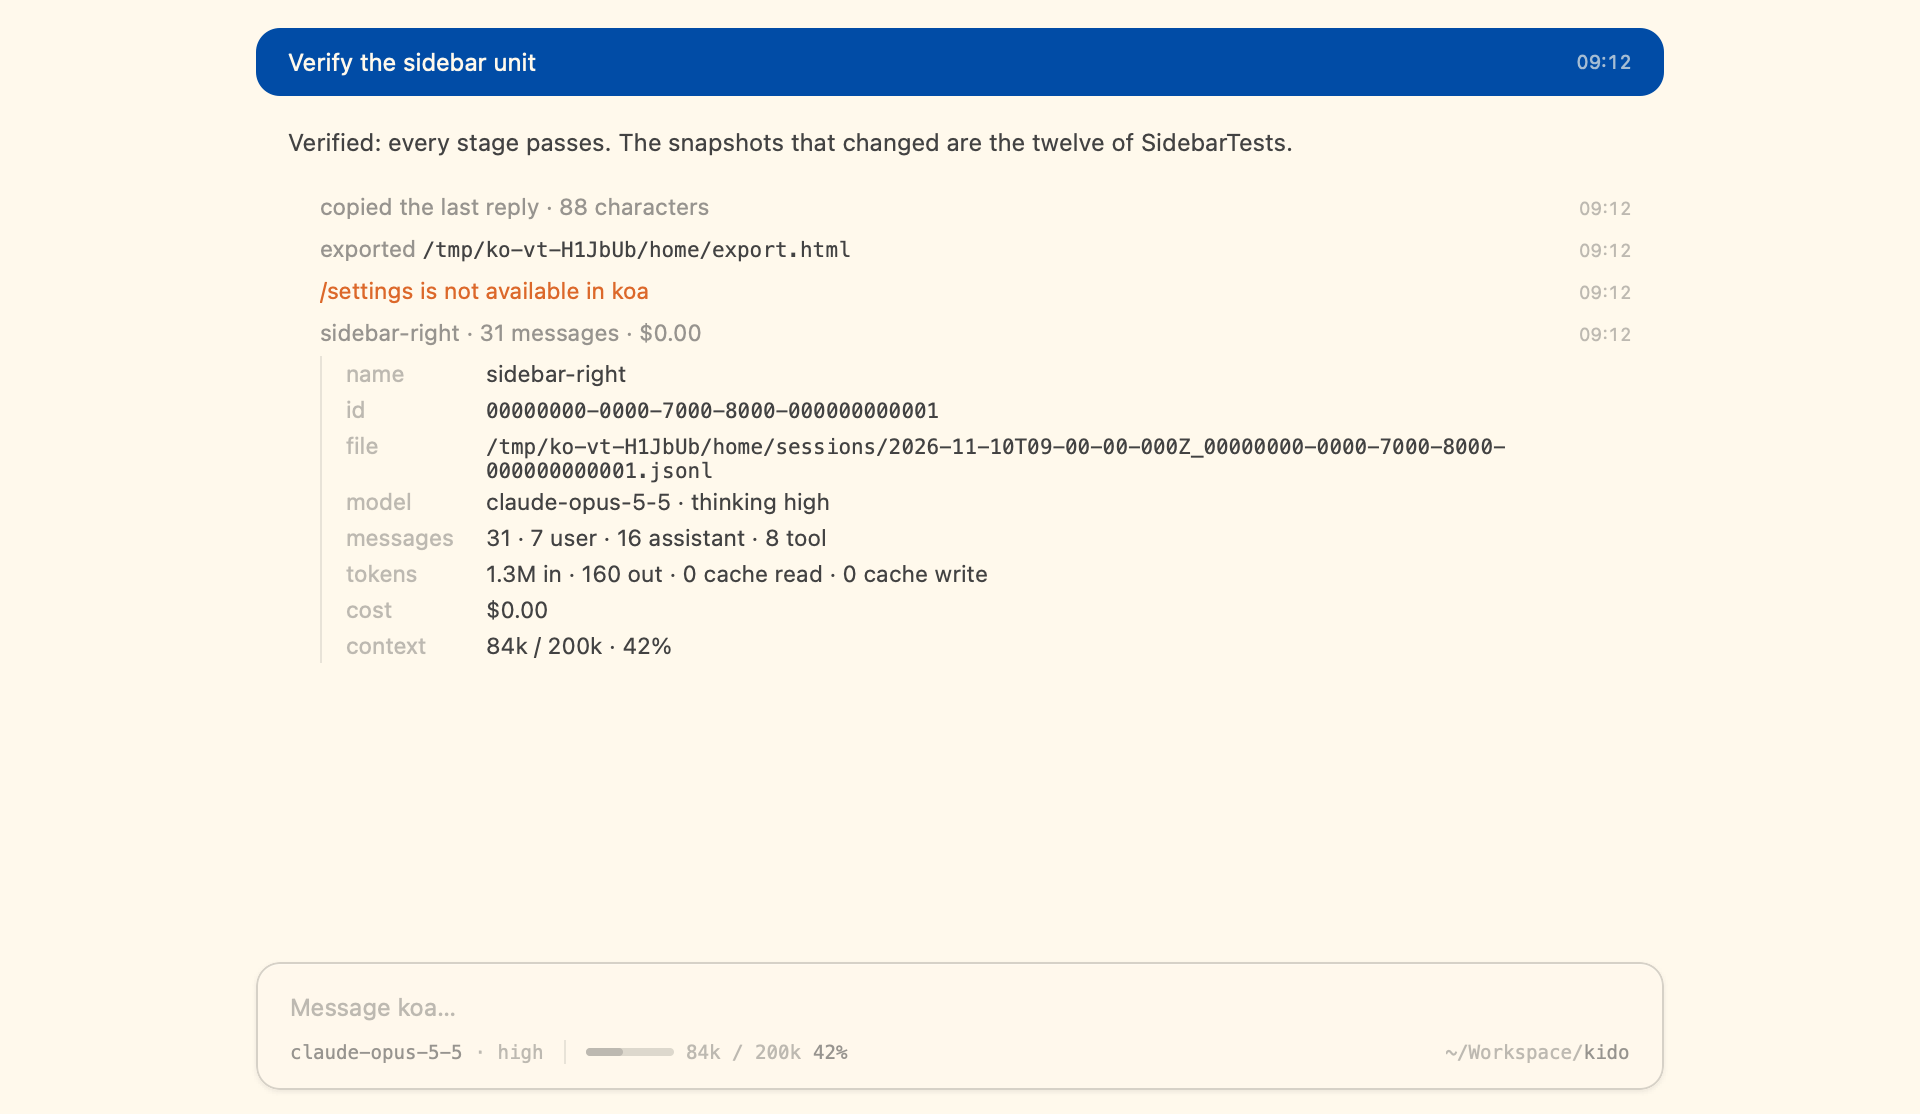 Verify the sidebar unit 09:12
Verified: every stage passes. The snapshots that changed are the twelve of SidebarTests.
copied the last reply · 88 characters 09:12
exported /tmp/ko-vt-H1JbUb/home/export.html 09:12
/settings is not available in koa 09:12
sidebar-right · 31 messages · $0.00 09:12
name sidebar-right
id 00000000-0000-7000-8000-000000000001
file /tmp/ko-vt-H1JbUb/home/sessions/2026-11-10T09-00-00-000Z_00000000-0000-7000-8000-
000000000001.jsonl
model claude-opus-5-5 · thinking high
messages 31 · 7 user · 16 assistant · 8 tool
tokens 1.3M in · 160 out · 0 cache read · 0 cache write
cost $0.00
context 84k / 200k · 42%
Message koa...
claude-opus-5-5 · high 84k / 200k 42% ~/Workspace/kido